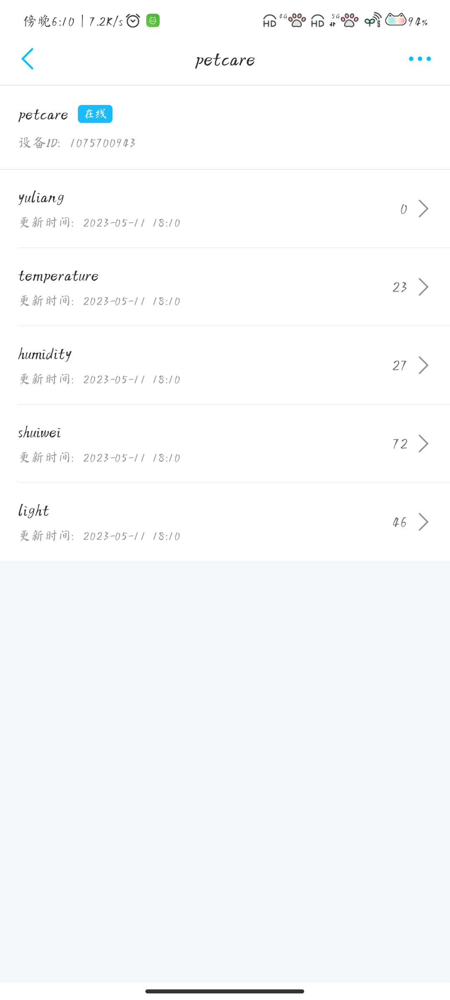 傍晚6:10 | 7.2K/s
HD 4G HD 5G 94%
petcare
petcare 在线
设备ID: 1075700943
yuliang
0
更新时间: 2023-05-11 18:10
temperature
23
更新时间: 2023-05-11 18:10
humidity
27
更新时间: 2023-05-11 18:10
shuiwei
72
更新时间: 2023-05-11 18:10
light
46
更新时间: 2023-05-11 18:10